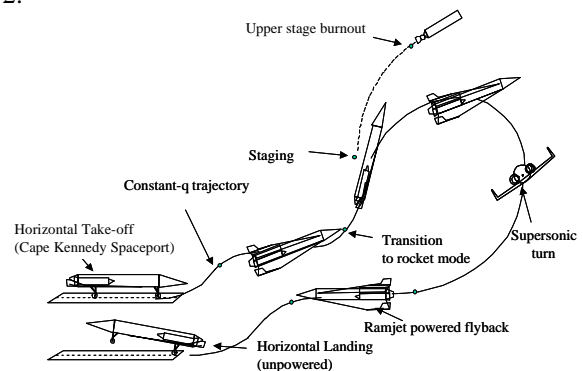 2.
Upper stage burnout
Staging
Constant-q trajectory
Horizontal Take-off
(Cape Kennedy Spaceport)
Transition
to rocket mode
Supersonic
turn
Ramjet powered flyback
Horizontal Landing
(unpowered)